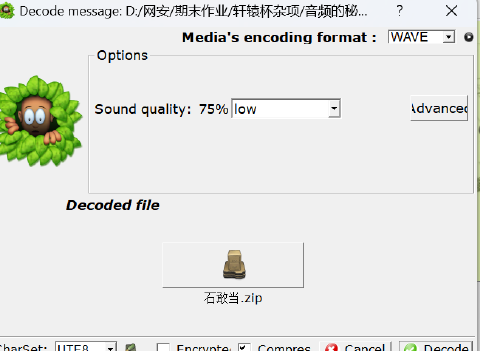 Decode message: D:/网安/期末作业/轩辕杯杂项/音频的秘... ?
Media's encoding format : WAVE
Options
Sound quality: 75% low Advanced
Decoded file
石敢当.zip
CharSet: UTF8 Encrypte Compres Cancel Decode